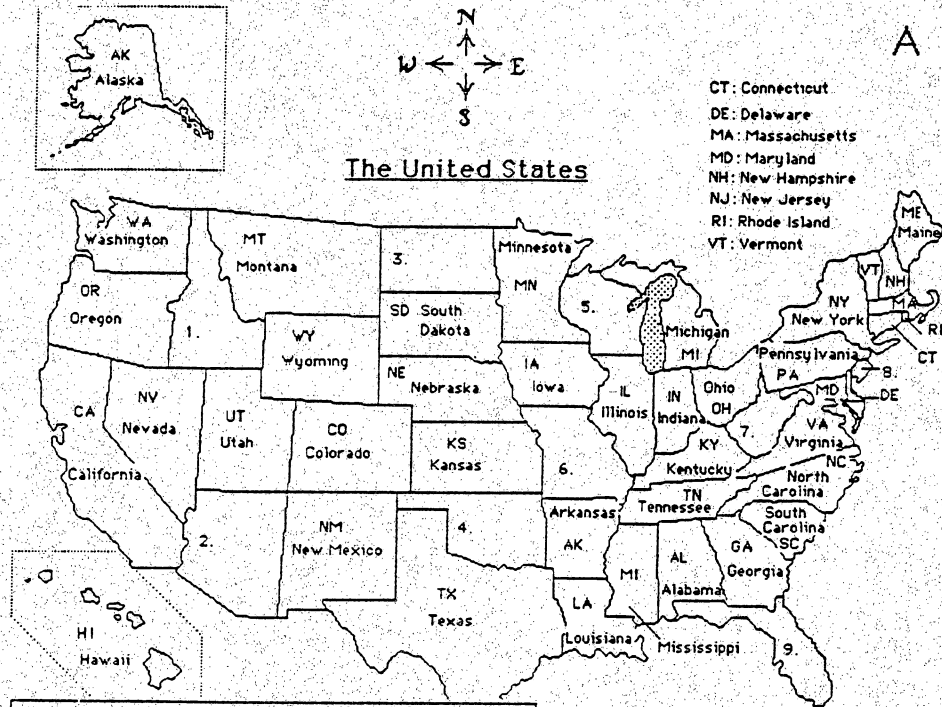 N
W E
S
A
AK
Alaska
The United States
CT: Connecticut
DE: Delaware
MA: Massachusetts
MD: Maryland
NH: New Hampshire
NJ: New Jersey
RI: Rhode Island
VT: Vermont
WA
Washington
MT
Montana
3.
Minnesota
MN
ME
Maine
OR
Oregon
1.
SD South
Dakota
5.
Michigan
MI
VT
NH
NY
New York
MA
RI
CT
WY
Wyoming
IA
Iowa
Pennsylvania
PA
8.
NE
Nebraska
CA
California
NV
Nevada
UT
Utah
CO
Colorado
KS
Kansas
6.
IL
Illinois
IN
Indiana
Ohio
OH
7.
MD
DE
VA
Virginia
KY
Kentucky
NC
North
Carolina
2.
NM
New Mexico
4.
Arkansas
AK
TN
Tennessee
South
Carolina
SC
MI
AL
Alabama
GA
Georgia
TX
Texas
LA
Louisiana
Mississippi
9.
HI
Hawaii